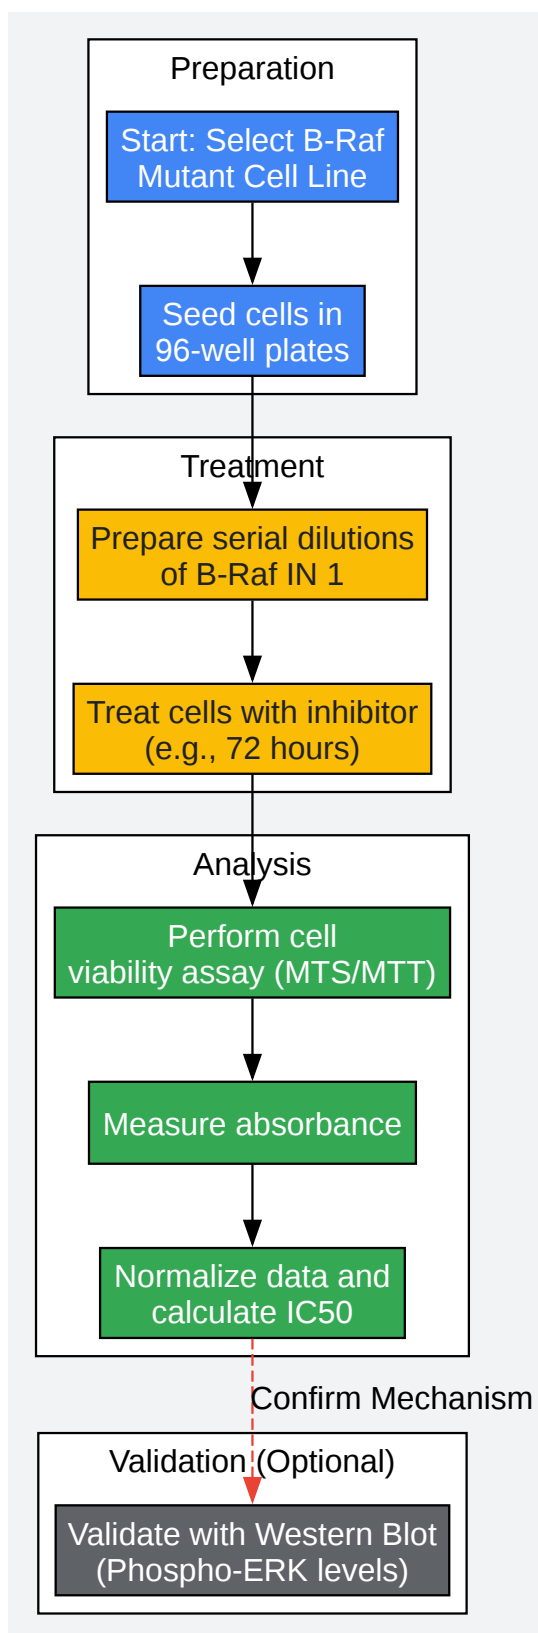 Preparation
Start: Select B-Raf
Mutant Cell Line
Seed cells in
96-well plates
Treatment
Prepare serial dilutions
of B-Raf IN 1
Treat cells with inhibitor
(e.g., 72 hours)
Analysis
Perform cell
viability assay (MTS/MTT)
Measure absorbance
Normalize data and
calculate IC50
Confirm Mechanism
Validation (Optional)
Validate with Western Blot
(Phospho-ERK levels)